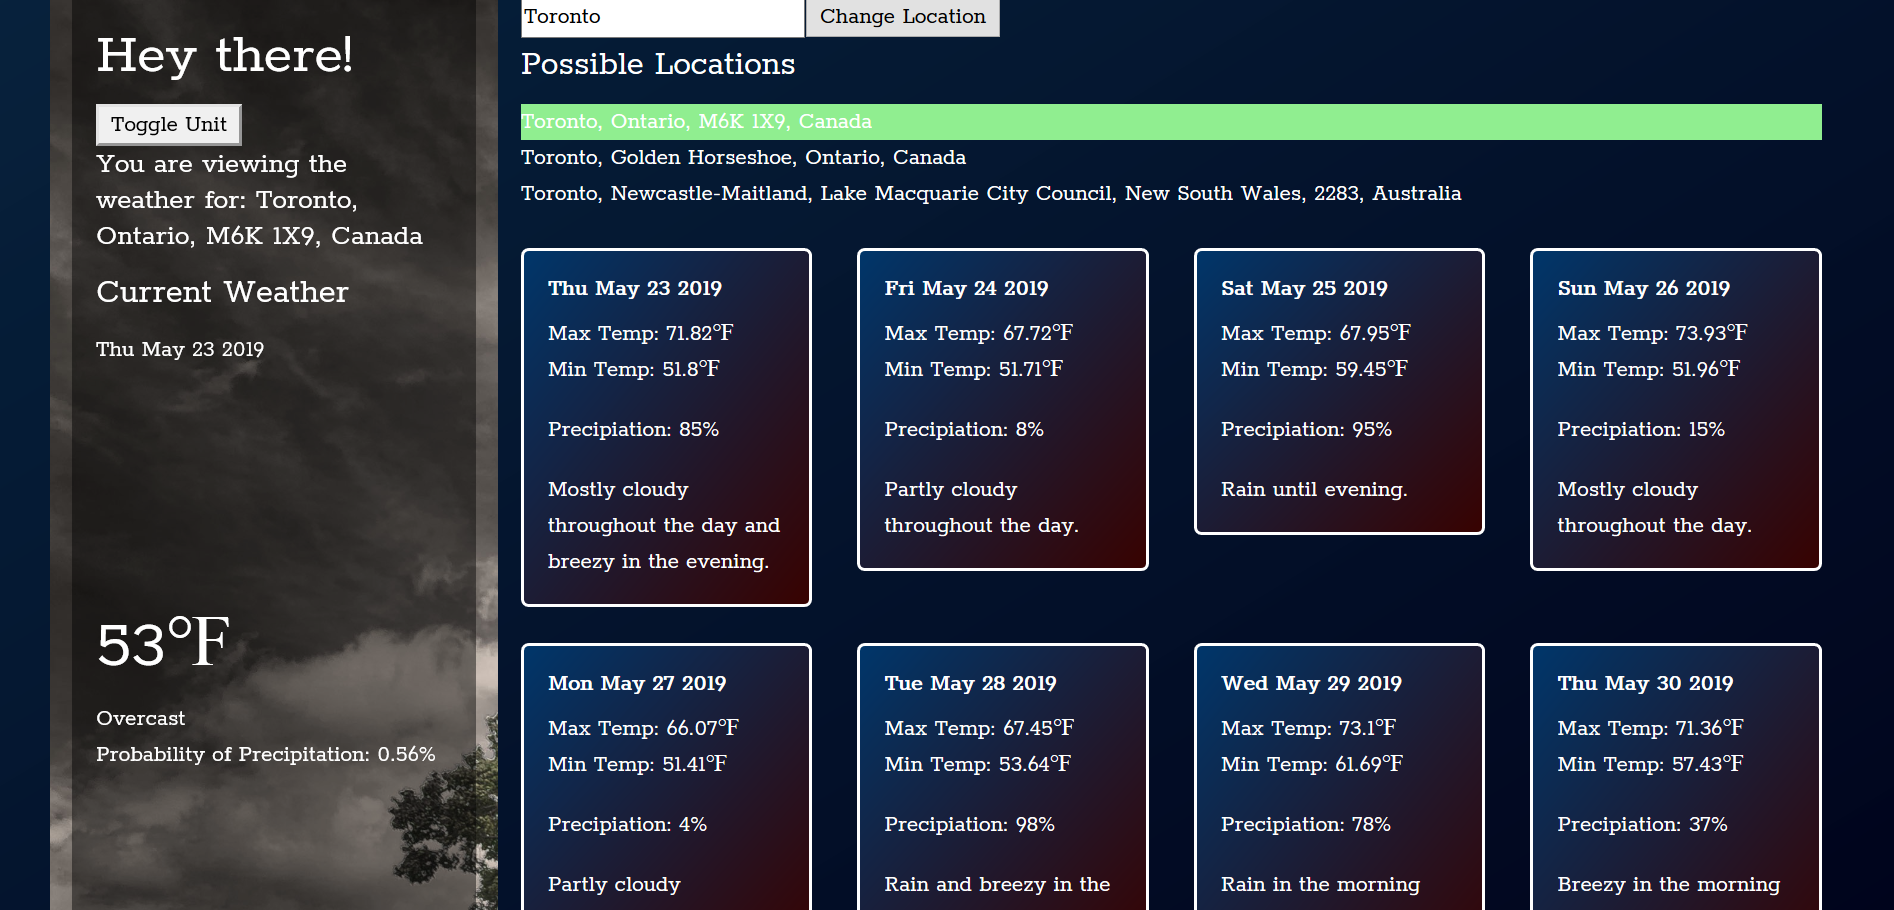 Hey there!
Toggle Unit
You are viewing the
weather for: Toronto,
Ontario, M6K 1X9, Canada
Current Weather
Thu May 23 2019
53°F
Overcast
Probability of Precipitation: 0.56%
Toronto
Change Location
Possible Locations
Toronto, Ontario, M6K 1X9, Canada
Toronto, Golden Horseshoe, Ontario, Canada
Toronto, Newcastle-Maitland, Lake Macquarie City Council, New South Wales, 2283, Australia
Thu May 23 2019
Max Temp: 71.82°F
Min Temp: 51.8°F
Precipiation: 85%
Mostly cloudy
throughout the day and
breezy in the evening.
Fri May 24 2019
Max Temp: 67.72°F
Min Temp: 51.71°F
Precipiation: 8%
Partly cloudy
throughout the day.
Sat May 25 2019
Max Temp: 67.95°F
Min Temp: 59.45°F
Precipiation: 95%
Rain until evening.
Sun May 26 2019
Max Temp: 73.93°F
Min Temp: 51.96°F
Precipiation: 15%
Mostly cloudy
throughout the day.
Mon May 27 2019
Max Temp: 66.07°F
Min Temp: 51.41°F
Precipiation: 4%
Partly cloudy
Tue May 28 2019
Max Temp: 67.45°F
Min Temp: 53.64°F
Precipiation: 98%
Rain and breezy in the
Wed May 29 2019
Max Temp: 73.1°F
Min Temp: 61.69°F
Precipiation: 78%
Rain in the morning
Thu May 30 2019
Max Temp: 71.36°F
Min Temp: 57.43°F
Precipiation: 37%
Breezy in the morning